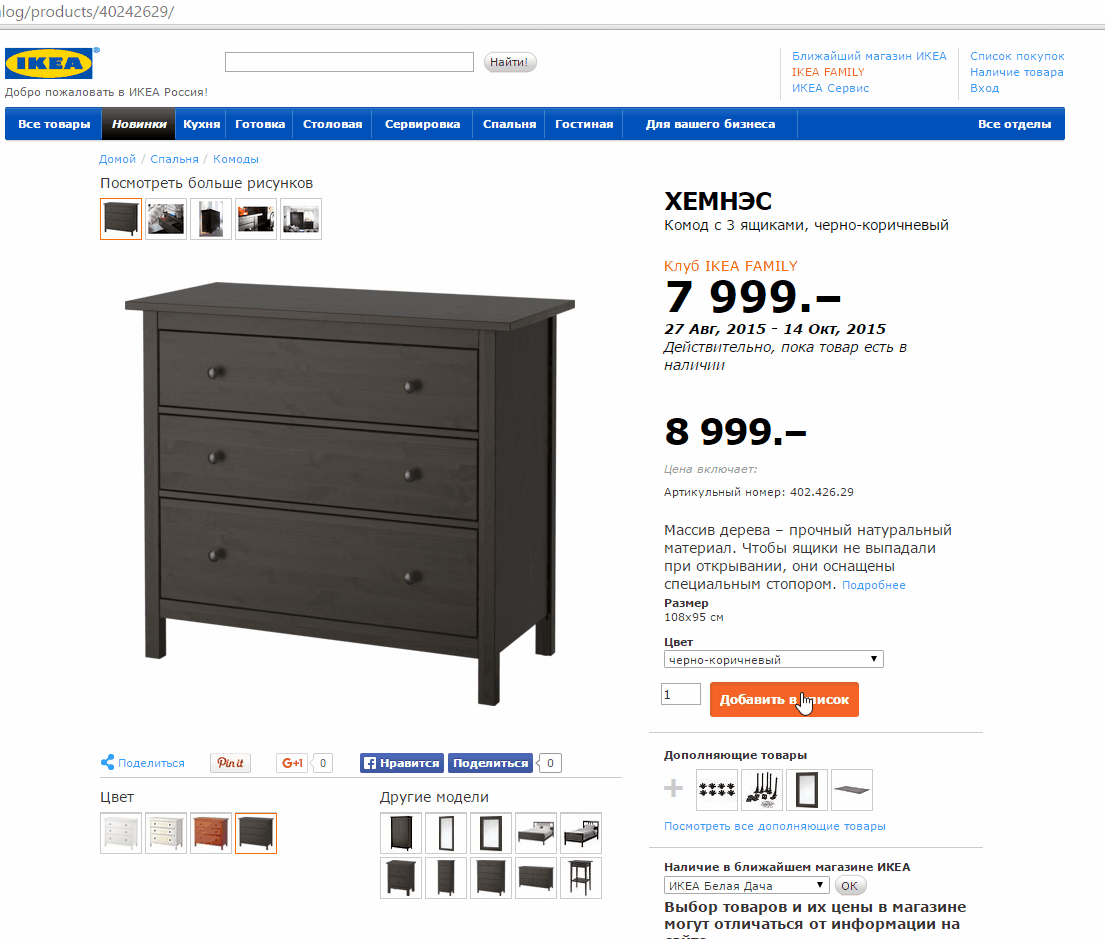 log/products/40242629/
IKEA
®
Найти!
Ближайший магазин ИКЕА
IKEA FAMILY
ИКЕА Сервис
Список покупок
Наличие товара
Вход
Добро пожаловать в ИКЕА Россия!
Все товары Новинки Кухня Готовка Столовая Сервировка Спальня Гостиная Для вашего бизнеса Все отделы
Домой / Спальня / Комоды
Посмотреть больше рисунков
ХЕМНЭС
Комод с 3 ящиками, черно-коричневый
Клуб IKEA FAMILY
7 999.–
27 Авг, 2015 - 14 Окт, 2015
Действительно, пока товар есть в
наличии
8 999.–
Цена включает:
Артикульный номер: 402.426.29
Массив дерева – прочный натуральный
материал. Чтобы ящики не выпадали
при открывании, они оснащены
специальным стопором. Подробнее
Размер
108x95 см
Цвет
черно-коричневый
1
Добавить в список
Поделиться
Pin it
G+1 0
Нравится
Поделиться 0
Цвет
Другие модели
Дополняющие товары
Посмотреть все дополняющие товары
Наличие в ближайшем магазине ИКЕА
ИКЕА Белая Дача OK
Выбор товаров и их цены в магазине
могут отличаться от информации на
сайте